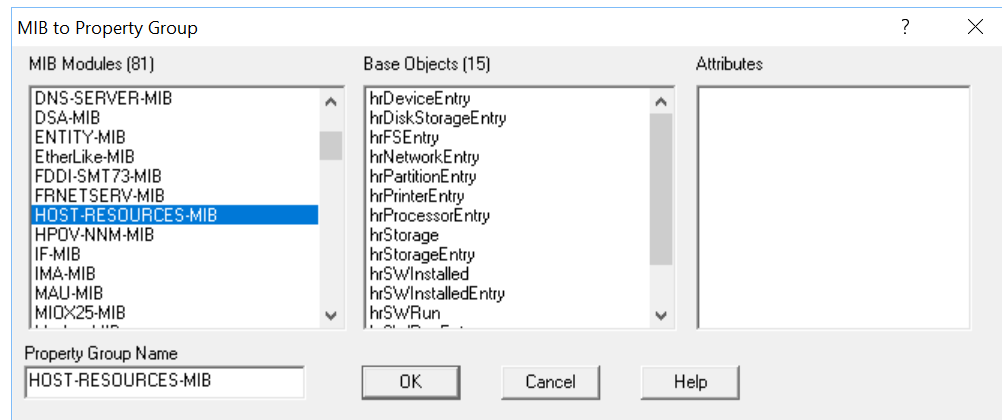 MIB to Property Group
?
MIB Modules (81)
DNS-SERVER-MIB
DSA-MIB
ENTITY-MIB
EtherLike-MIB
FDDI-SMT73-MIB
FRNETSERV-MIB
HOST-RESOURCES-MIB
HPOV-NNM-MIB
IF-MIB
IMA-MIB
MAU-MIB
MIOX25-MIB
Base Objects (15)
hrDeviceEntry
hrDiskStorageEntry
hrFSEntry
hrNetworkEntry
hrPartitionEntry
hrPrinterEntry
hrProcessorEntry
hrStorage
hrStorageEntry
hrSWInstalled
hrSWInstalledEntry
hrSWRun
Attributes
Property Group Name
HOST-RESOURCES-MIB
OK
Cancel
Help